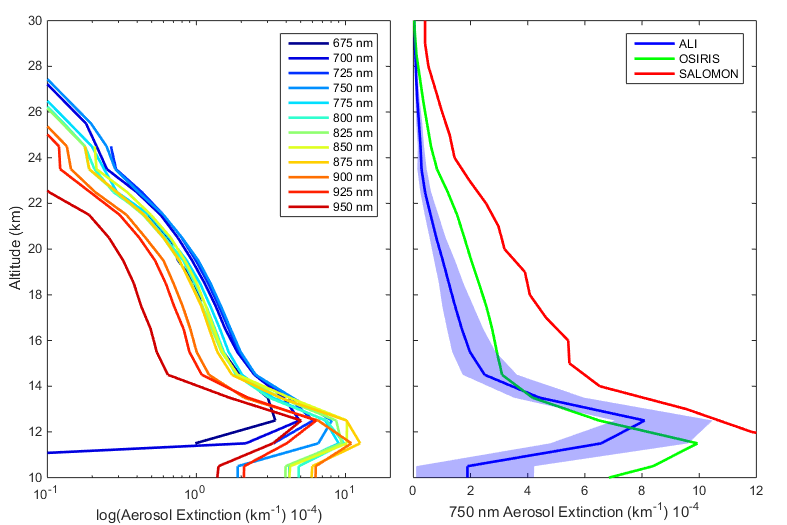 30
28
26
24
22
20
18
16
14
12
10
Altitude (km)
10^-1
10^0
10^1
log(Aerosol Extinction (km^-1) 10^-4)
675 nm
700 nm
725 nm
750 nm
775 nm
800 nm
825 nm
850 nm
875 nm
900 nm
925 nm
950 nm
ALI
OSIRIS
SALOMON
0
2
4
6
8
10
12
750 nm Aerosol Extinction (km^-1) 10^-4